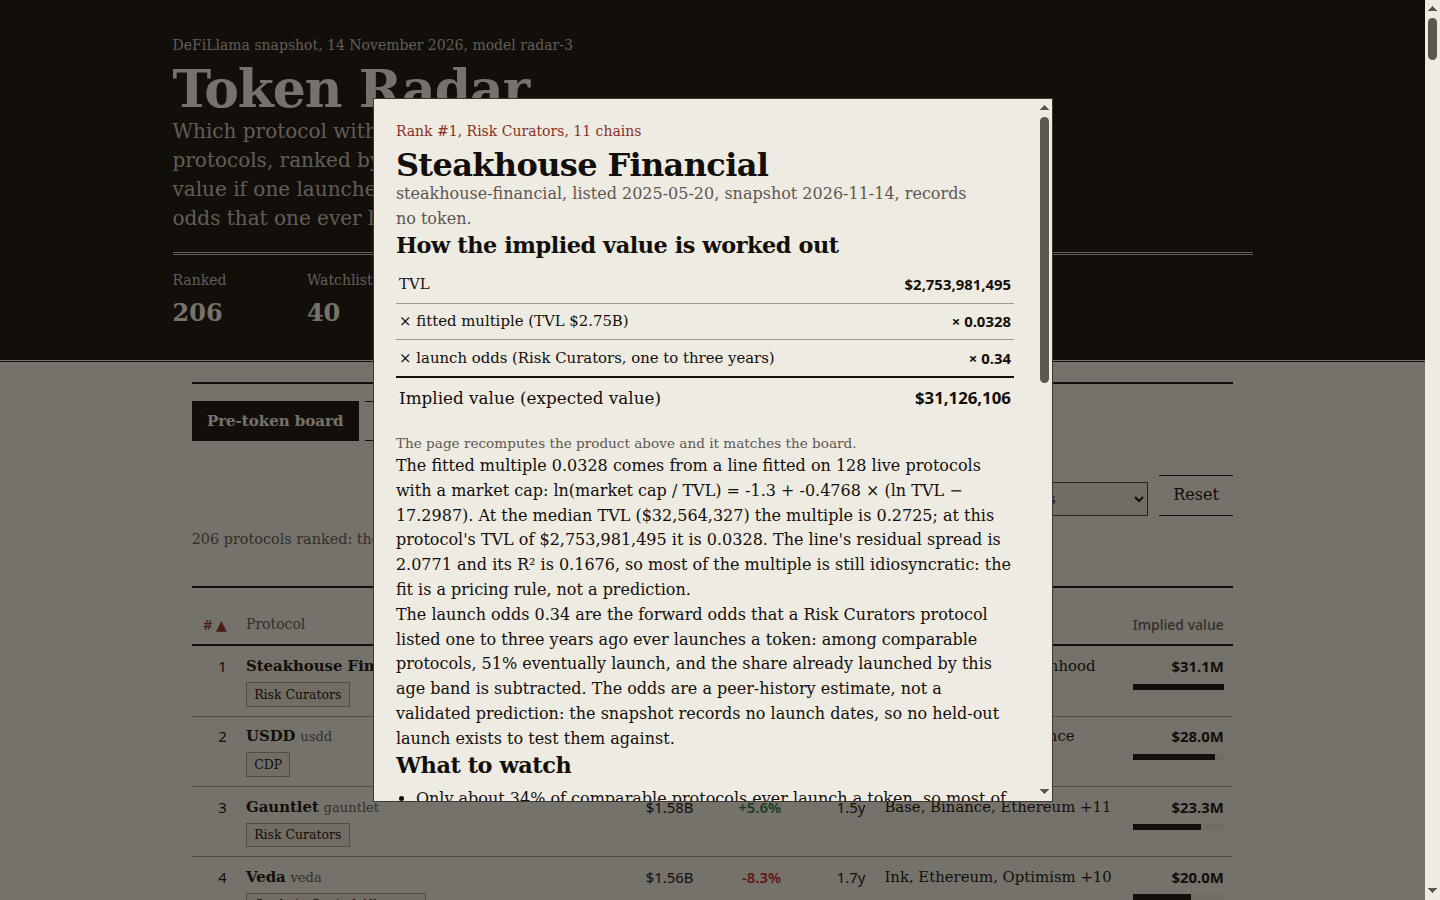 DeFiLlama snapshot, 14 November 2026, model radar-3
Token Radar
Which protocol with
protocols, ranked by
value if one launche
odds that one ever l
Ranked
Watchlist
206
40
Rank #1, Risk Curators, 11 chains
Steakhouse Financial
steakhouse-financial, listed 2025-05-20, snapshot 2026-11-14, records
no token.
How the implied value is worked out
TVL $2,753,981,495
× fitted multiple (TVL $2.75B) × 0.0328
× launch odds (Risk Curators, one to three years) × 0.34
Implied value (expected value) $31,126,106
The page recomputes the product above and it matches the board.
The fitted multiple 0.0328 comes from a line fitted on 128 live protocols
with a market cap: ln(market cap / TVL) = -1.3 + -0.4768 × (ln TVL −
17.2987). At the median TVL ($32,564,327) the multiple is 0.2725; at this
protocol's TVL of $2,753,981,495 it is 0.0328. The line's residual spread is
2.0771 and its R² is 0.1676, so most of the multiple is still idiosyncratic: the
fit is a pricing rule, not a prediction.
The launch odds 0.34 are the forward odds that a Risk Curators protocol
listed one to three years ago ever launches a token: among comparable
protocols, 51% eventually launch, and the share already launched by this
age band is subtracted. The odds are a peer-history estimate, not a
validated prediction: the snapshot records no launch dates, so no held-out
launch exists to test them against.
What to watch
• Only about 34% of comparable protocols ever launch a token, so most of
Pre-token board
s
Reset
206 protocols ranked: th
# ▲ Protocol Implied value
1 Steakhouse Fin nhood $31.1M
Risk Curators
2 USDD usdd nce $28.0M
CDP
3 Gauntlet gauntlet $1.58B +5.6% 1.5y Base, Binance, Ethereum +11 $23.3M
Risk Curators
4 Veda veda $1.56B -8.3% 1.7y Ink, Ethereum, Optimism +10 $20.0M